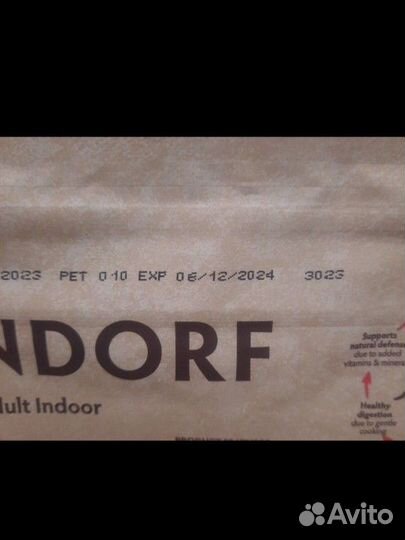 2023 PET 010 EXP 06/12/2024 3023
NDORF
dult Indoor
Supports
natural defense
due to added
vitamins & mineral
Healthy
digestion
due to gentle
cooking
Avito